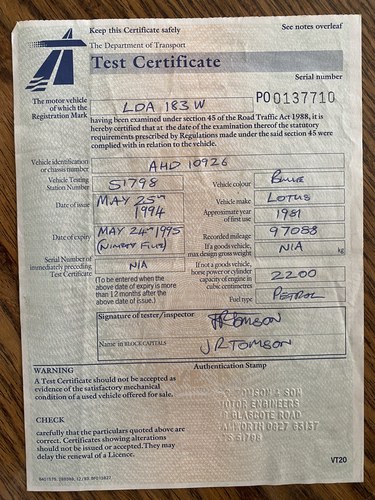 Keep this Certificate safely
See notes overleaf
The Department of Transport
Test Certificate
Serial number
The motor vehicle of which the Registration Mark
LDA 183W
PO0137710
having been examined under section 45 of the Road Traffic Act 1988, it is
hereby certified that at the date of the examination thereof the statutory
requirements prescribed by Regulations made under the said section 45 were
complied with in relation to the vehicle.
Vehicle identification or chassis number
AHD 10926
Vehicle Testing Station Number
S1798
Vehicle colour
BLUE
Date of issue
MAY 25th 1994
Vehicle make
LOTUS
Approximate year of first use
1981
Date of expiry
MAY 24th 1995
(NINETY FIVE)
Recorded mileage
97088
If a goods vehicle, max design gross weight
N/A
kg
Serial Number of immediately preceding Test Certificate
N/A
If not a goods vehicle, horse power or cylinder capacity of engine in cubic centimetres
2200
(To be entered when the
above date of expiry is more
than 12 months after the
above date of issue.)
Fuel type
PETROL
Signature of tester/inspector
JRTomson
Name in BLOCK CAPITALS
J R TOMSON
Authentication Stamp
WARNING
A Test Certificate should not be accepted as
evidence of the satisfactory mechanical
condition of a used vehicle offered for sale.
CHECK
carefully that the particulars quoted above are
correct. Certificates showing alterations
should not be issued or accepted. They may
delay the renewal of a Licence.
& SON
MOTOR ENGINEERS
GLASCOTE ROAD
VT20